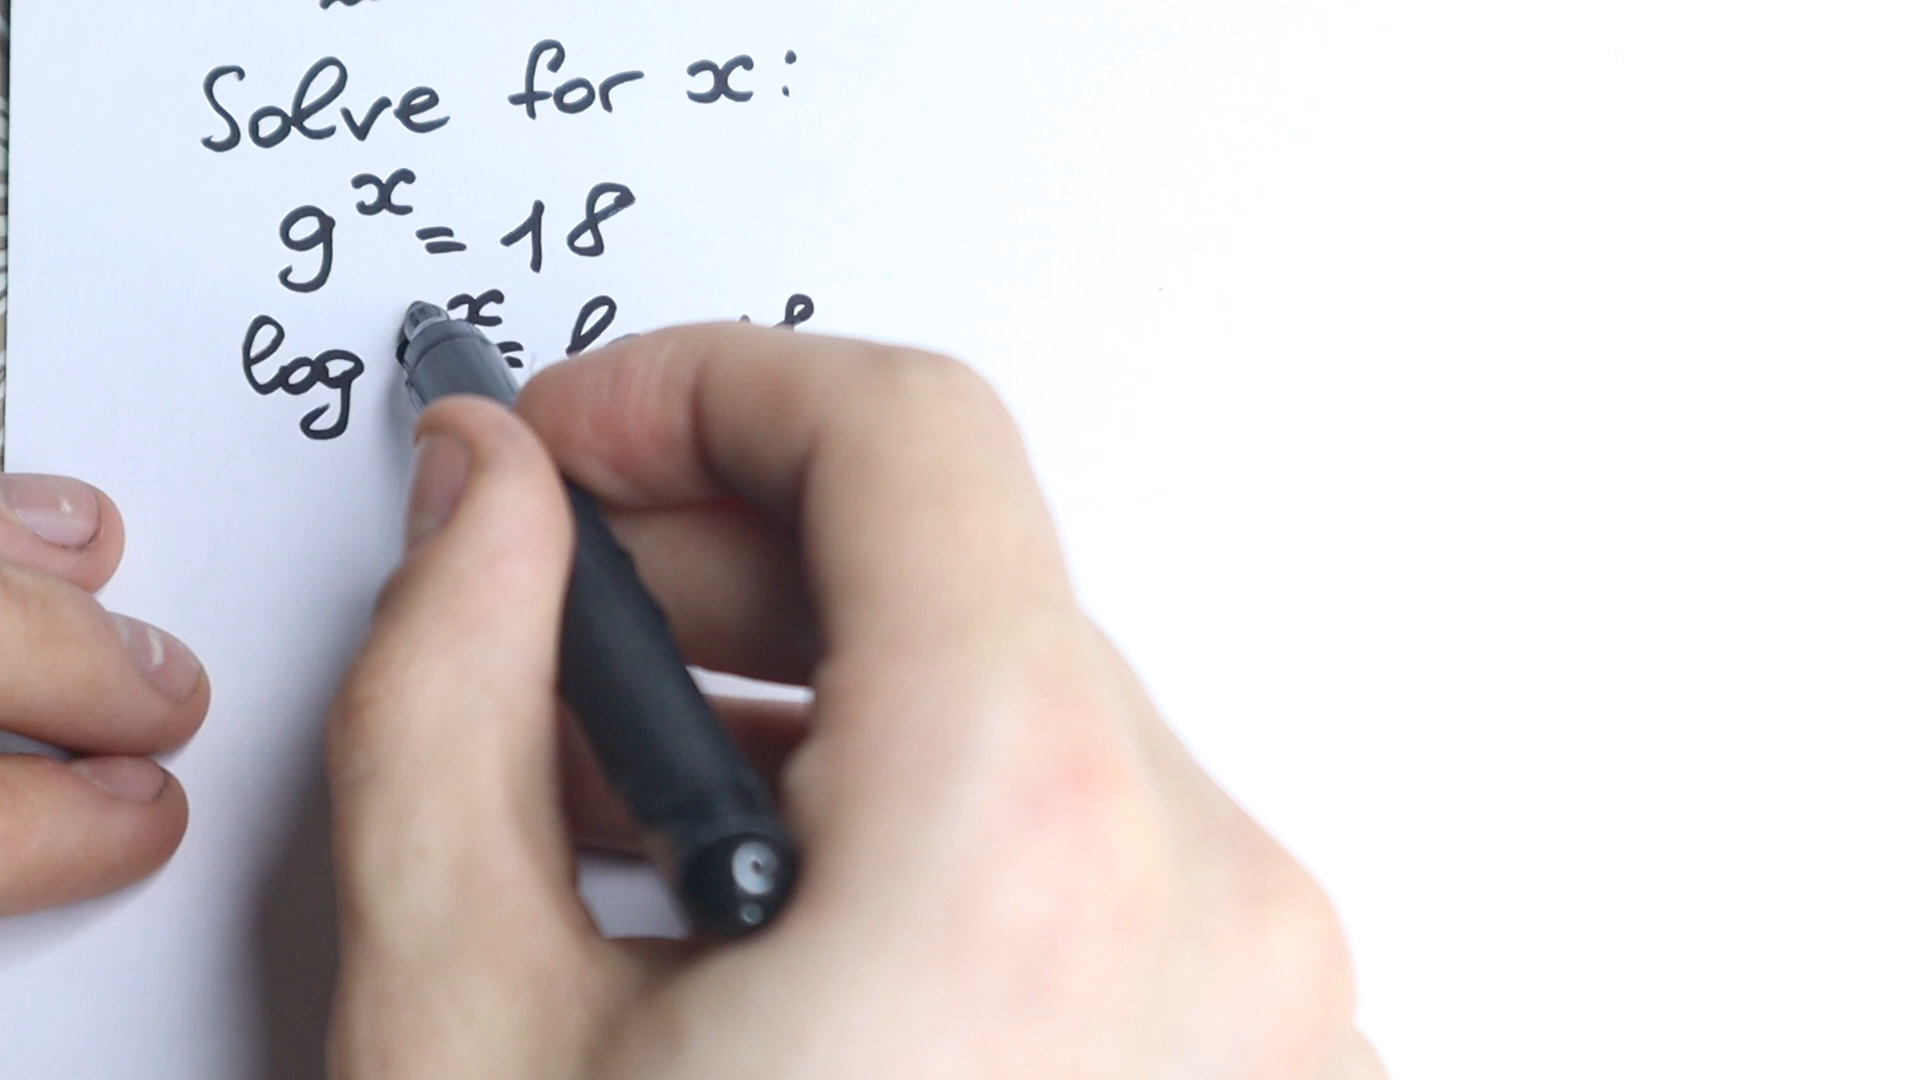 Solve for x:
9^x = 18
log x =